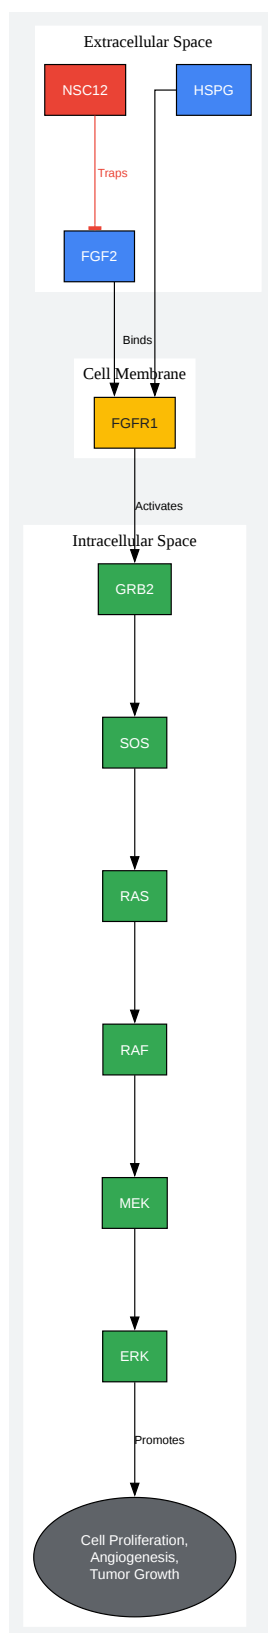 Extracellular Space
NSC12
HSPG
Traps
FGF2
Binds
Cell Membrane
FGFR1
Activates
Intracellular Space
GRB2
SOS
RAS
RAF
MEK
ERK
Promotes
Cell Proliferation,
Angiogenesis,
Tumor Growth